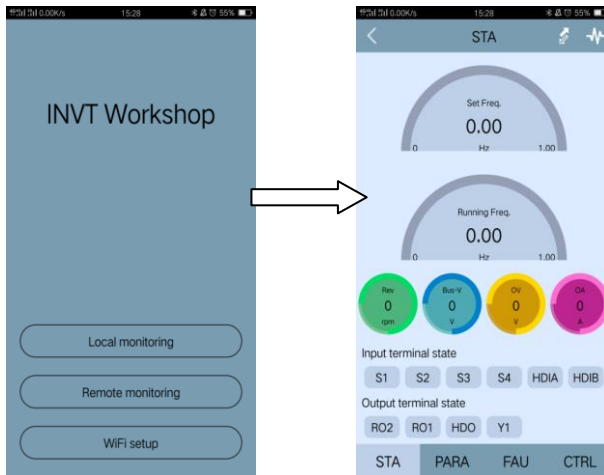 0.00K/s 15:28 55%
INVT Workshop
Local monitoring
Remote monitoring
WiFi setup
0.00K/s 15:28 55%
STA
Set Freq.
0.00
0 Hz 1.00
Running Freq.
0.00
0 Hz 1.00
Rev Bus-V OV OA
0 0 0 0
rpm V V A
Input terminal state
S1 S2 S3 S4 HDIA HDIB
Output terminal state
RO2 RO1 HDO Y1
STA PARA FAU CTRL